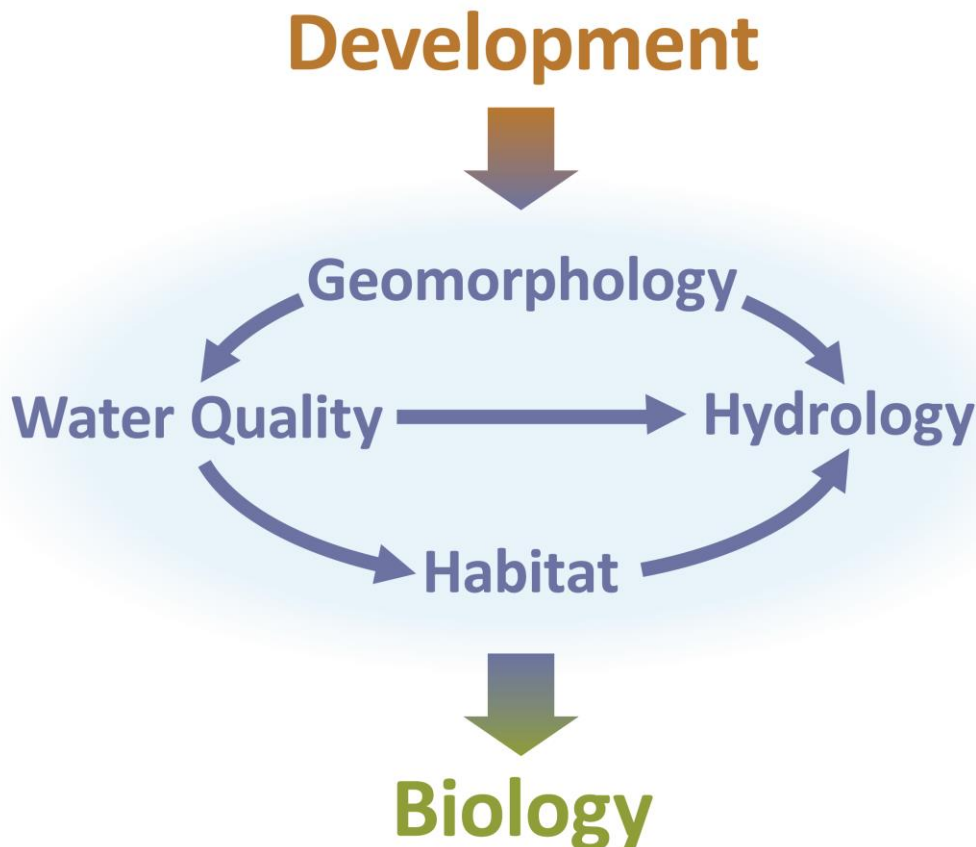 Development
Geomorphology
Water Quality
Hydrology
Habitat
Biology